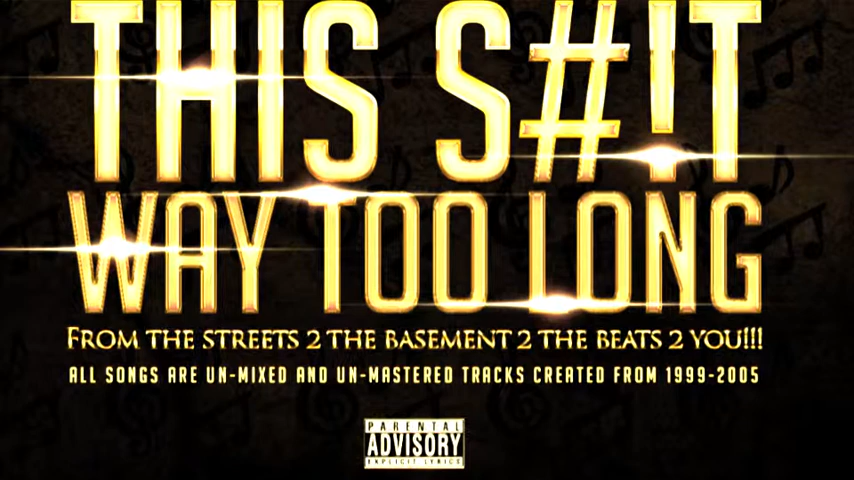 THIS S#!T
WAY TOO LONG
FROM THE STREETS 2 THE BASEMENT 2 THE BEATS 2 YOU!!!
ALL SONGS ARE UN-MIXED AND UN-MASTERED TRACKS CREATED FROM 1999-2005
PARENTAL
ADVISORY
EXPLICIT LYRICS